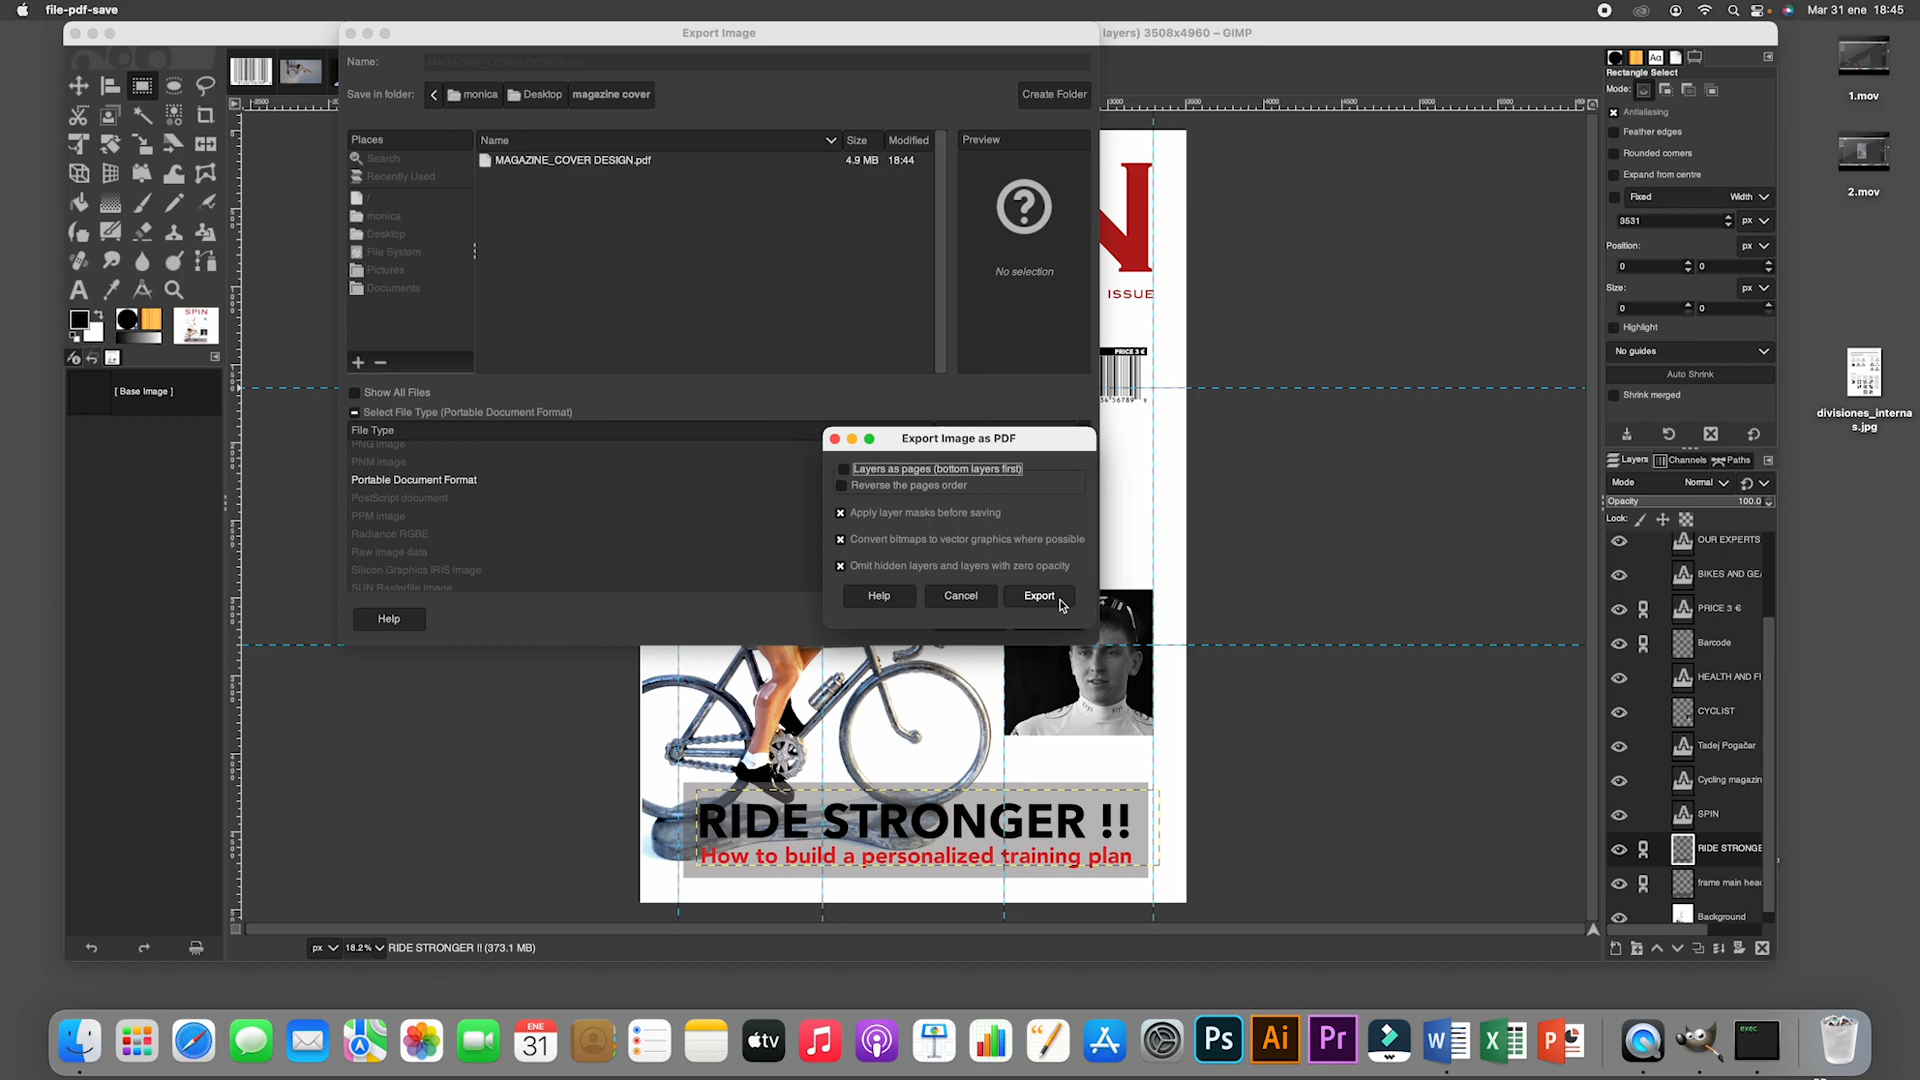 file-pdf-save
Mar 31 ene 18:45
Export Image
layers) 3508x4960 – GIMP
Name:
MAGAZINE_COVER DESIGN.pdf
Save in folder:
monica
Desktop
magazine cover
Create Folder
Places
Name
Size
Modified
Preview
Search
MAGAZINE_COVER DESIGN.pdf
4.9 MB
18:44
Recently Used
/
monica
Desktop
File System
Pictures
Documents
No selection
Show All Files
Select File Type (Portable Document Format)
File Type
PNG image
PNM image
Portable Document Format
PostScript document
PPM image
Radiance RGBE
Raw image data
Silicon Graphics IRIS image
SUN Rasterfile image
Help
Export Image as PDF
Layers as pages (bottom layers first)
Reverse the pages order
Apply layer masks before saving
Convert bitmaps to vector graphics where possible
Omit hidden layers and layers with zero opacity
Help
Cancel
Export
[ Base Image ]
N
ISSUE
PRICE 3 €
RIDE STRONGER !!
How to build a personalized training plan
px
18.2%
RIDE STRONGER !! (373.1 MB)
Rectangle Select
Mode:
Antialiasing
Feather edges
Rounded corners
Expand from centre
Fixed
Width
3531
px
Position:
px
0
0
Size:
px
0
0
Highlight
No guides
Auto Shrink
Shrink merged
Layers
Channels
Paths
Mode
Normal
Opacity
100.0
Lock:
OUR EXPERTS
BIKES AND GEA
PRICE 3 €
Barcode
HEALTH AND FI
CYCLIST
Tadej Pogačar
Cycling magazin
SPIN
RIDE STRONGE
frame main head
Background
1.mov
2.mov
divisiones_interna
s.jpg
ENE
31
tv
Ps
Ai
Pr
W
X
P
exec